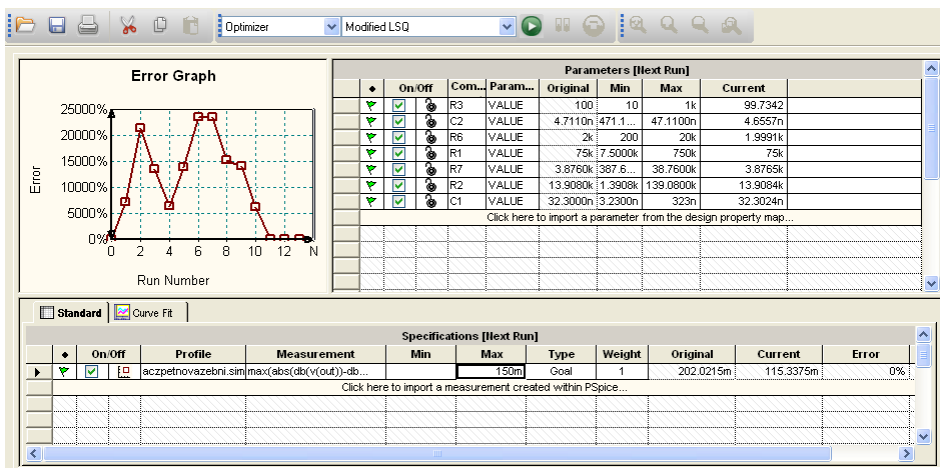 Optimizer Modified LSQ
Error Graph
25000%
20000%
15000%
10000%
5000%
0%
Error
0 2 4 6 8 10 12 N
Run Number
Parameters [Next Run]
On/Off Com... Param... Original Min Max Current
R3 VALUE 100 10 1k 99.7342
C2 VALUE 4.7110n 471.1... 47.1100n 4.6557n
R6 VALUE 2k 200 20k 1.9991k
R1 VALUE 75k 7.5000k 750k 75k
R7 VALUE 3.8760k 387.6... 38.7600k 3.8765k
R2 VALUE 13.9080k 1.3908k 139.0800k 13.9084k
C1 VALUE 32.3000n 3.2300n 323n 32.3024n
Click here to import a parameter from the design property map...
Standard Curve Fit
Specifications [Next Run]
On/Off Profile Measurement Min Max Type Weight Original Current Error
aczpetnovazebni.sim max(abs(db(v(out))-db... 150m Goal 1 202.0215m 115.3375m 0%
Click here to import a measurement created within PSpice...